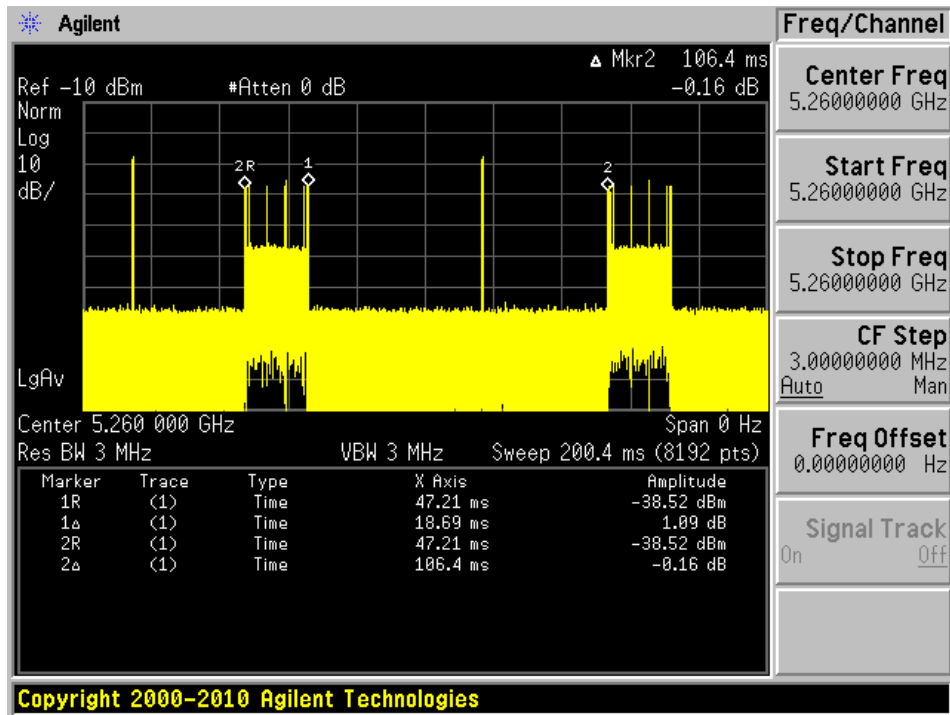 Agilent
Freq/Channel
Δ Mkr2 106.4 ms
Ref -10 dBm #Atten 0 dB -0.16 dB
Norm
Log
10
dB/
2R 1 2
LgAv
Center 5.260 000 GHz Span 0 Hz
Res BW 3 MHz VBW 3 MHz Sweep 200.4 ms (8192 pts)
Marker Trace Type X Axis Amplitude
1R (1) Time 47.21 ms -38.52 dBm
1Δ (1) Time 18.69 ms 1.09 dB
2R (1) Time 47.21 ms -38.52 dBm
2Δ (1) Time 106.4 ms -0.16 dB
Center Freq
5.26000000 GHz
Start Freq
5.26000000 GHz
Stop Freq
5.26000000 GHz
CF Step
3.00000000 MHz
Auto Man
Freq Offset
0.00000000 Hz
Signal Track
On Off
Copyright 2000-2010 Agilent Technologies